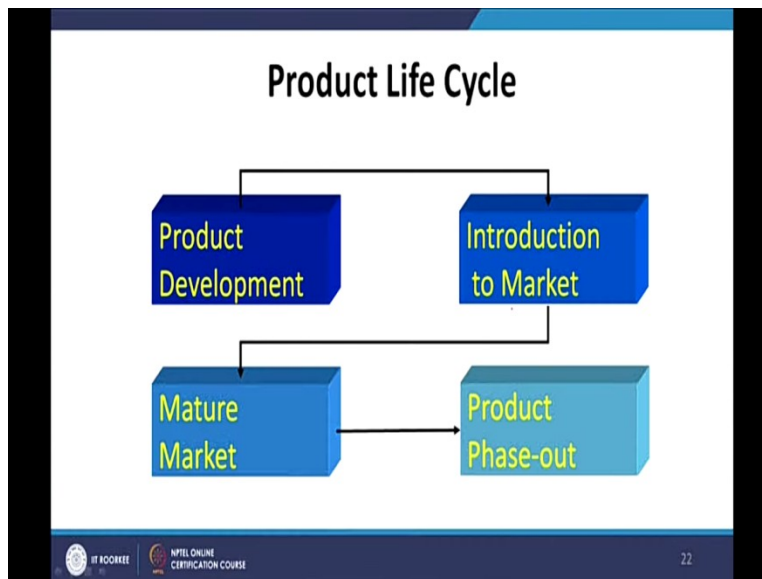 Product Life Cycle
Product
Development
Introduction
to Market
Mature
Market
Product
Phase-out
IIT ROORKEE
NPTEL ONLINE
CERTIFICATION COURSE
22